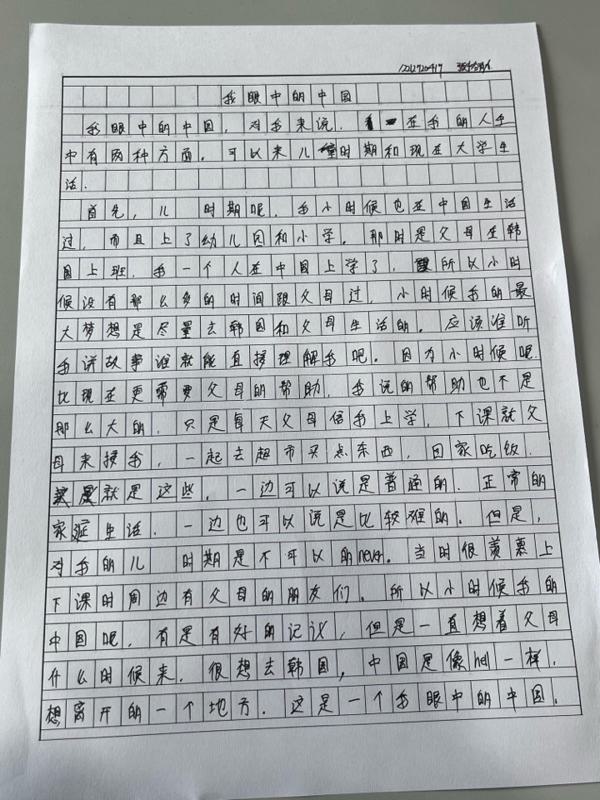 我眼中的中国
我眼中的中国，对我来说，在我的人生
中有两种方面。可以来儿童时期和现在大学生
活.
首先，儿 时期呢，我小时候也在中国生活
过，而且上了幼儿园和小学。那时是父母在韩
国上班，我一个人在中国上学了，所以小时
候没有那么多的时间跟父母过，小时候我的最
大梦想是尽量去韩国和父母生活的。应该谁听
我讲故事谁就能直接理解我吧。因为小时候呢
比现在更需要父母的帮助，我说的帮助也不是
那么大的，只是每天父母陪我上学，下课就父
母来接我，一起去超市买点东西，回家吃饭.
就是这些，一边可以说是普通的，正常的
家庭生活.一边也可以说是比较难的。但是，
对我的儿 时期是不可以的never。当时很羡慕上
下课时周边有父母的朋友们。所以小时候我的
中国呢，有是有好的记议，但是一直想着父母
什么时候来。很想去韩国，中国是像hell一样，
想离开的一个地方.这是一个我眼中的中国。